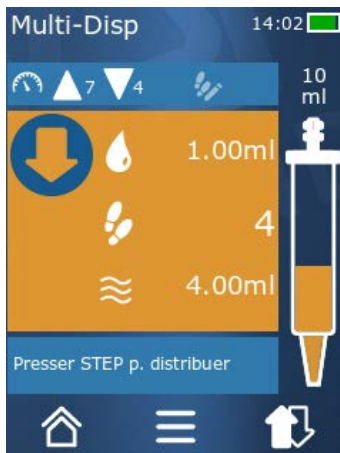 Multi-Disp 14:02
7 4
10
ml
1.00ml
4
4.00ml
Presser STEP p. distribuer